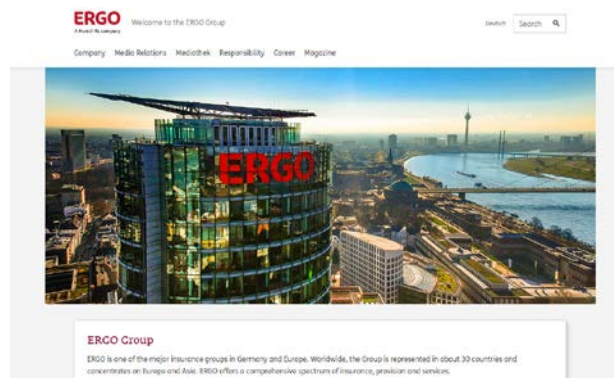 ERGO
A Munich Re company
Welcome to the ERGO Group
Deutsch
Search
Company Media Relations Mediathek Responsibility Career Magazine
ERGO
ERGO Group
ERGO is one of the major insurance groups in Germany and Europe. Worldwide, the Group is represented in about 30 countries and
concentrates on Europe and Asia. ERGO offers a comprehensive spectrum of insurance, provision and services.